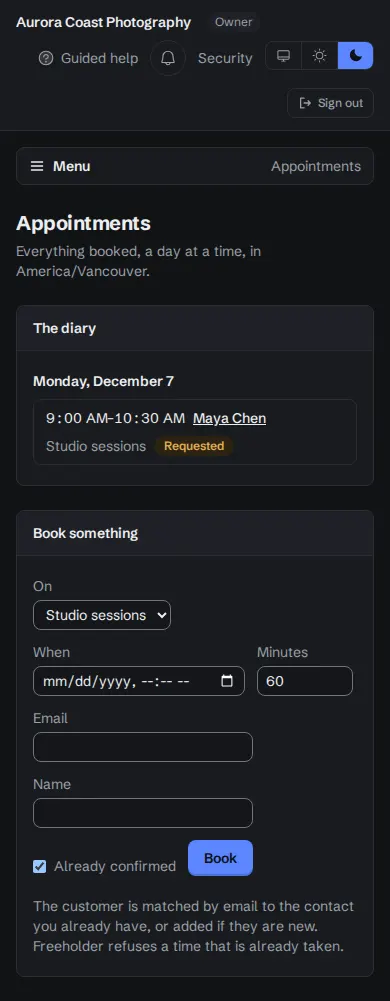 Aurora Coast Photography Owner
Guided help Security
Sign out
Menu Appointments
Appointments
Everything booked, a day at a time, in
America/Vancouver.
The diary
Monday, December 7
9:00 AM–10:30 AM Maya Chen
Studio sessions Requested
Book something
On
Studio sessions
When Minutes
mm/dd/yyyy, --:-- -- 60
Email
Name
Already confirmed Book
The customer is matched by email to the contact
you already have, or added if they are new.
Freeholder refuses a time that is already taken.